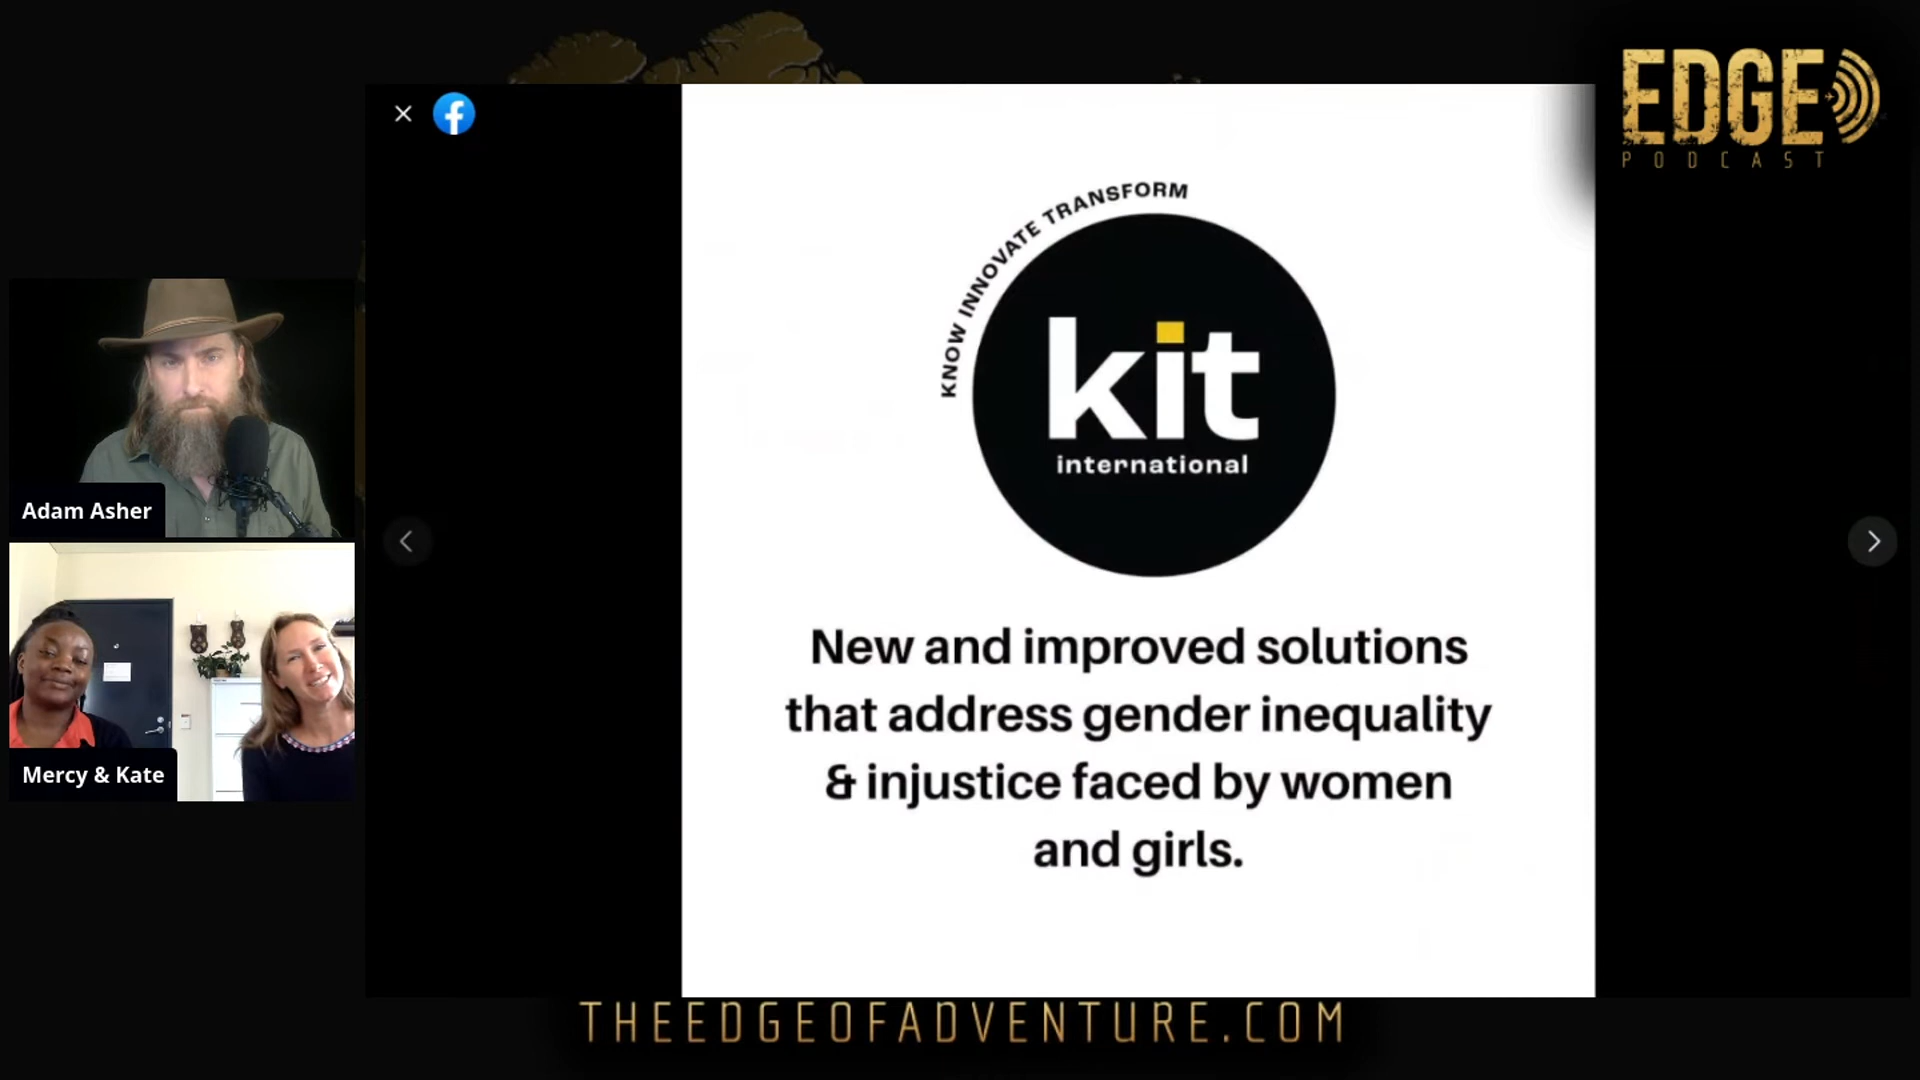 EDGE
PODCAST
KNOW INNOVATE TRANSFORM
kit
international
Adam Asher
Mercy & Kate
New and improved solutions
that address gender inequality
& injustice faced by women
and girls.
THEEDGEOFADVENTURE.COM